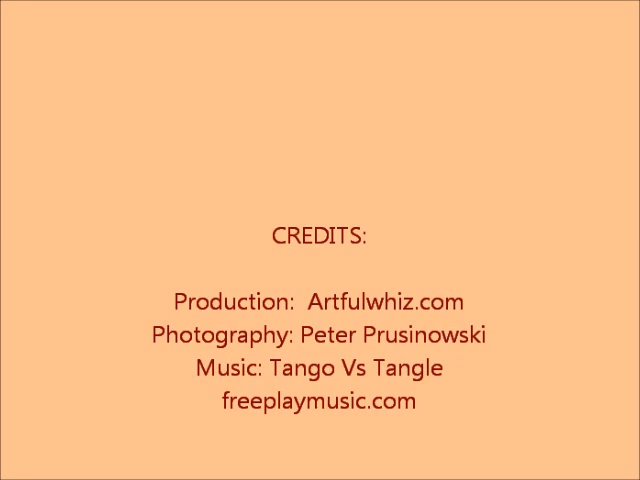 CREDITS:
Production:  Artfulwhiz.com
Photography: Peter Prusinowski
Music: Tango Vs Tangle
freeplaymusic.com